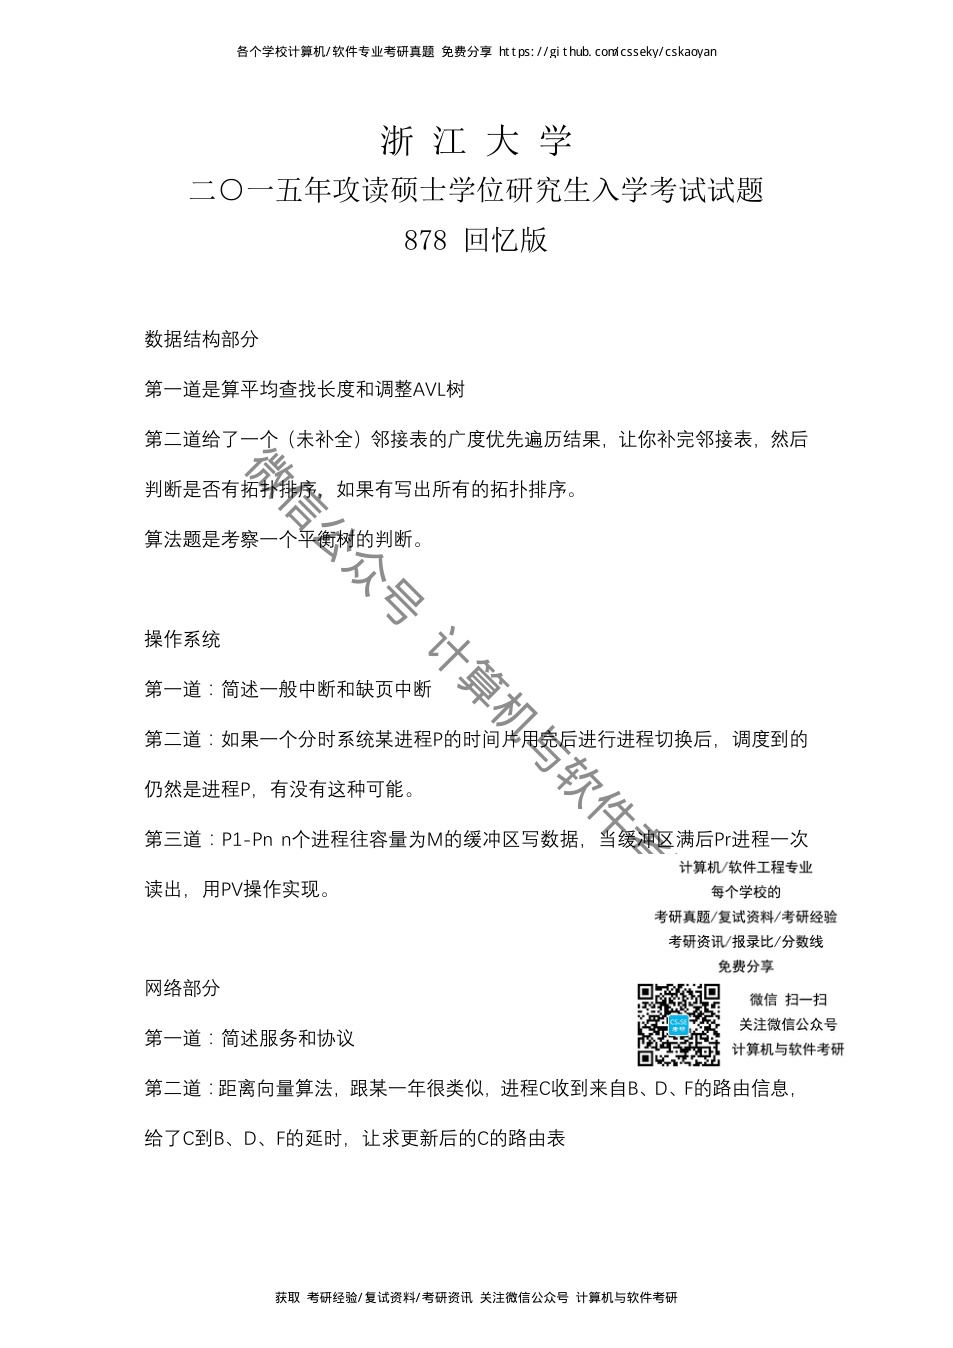 各个学校计算机/软件专业考研真题 免费分享 https://github.com/csseky/cskaoyan
浙 江 大 学
二〇一五年攻读硕士学位研究生入学考试试题
878 回忆版
数据结构部分
第一道是算平均查找长度和调整AVL树
第二道给了一个（未补全）邻接表的广度优先遍历结果，让你补完邻接表，然后
判断是否有拓扑排序，如果有写出所有的拓扑排序。
算法题是考察一个平衡树的判断。
操作系统
第一道：简述一般中断和缺页中断
第二道：如果一个分时系统某进程P的时间片用完后进行进程切换后，调度到的
仍然是进程P，有没有这种可能。
第三道：P1-Pn n个进程往容量为M的缓冲区写数据，当缓冲区满后Pr进程一次
读出，用PV操作实现。
微信公众号 计算机与软件考
计算机/软件工程专业
每个学校的
考研真题/复试资料/考研经验
考研资讯/报录比/分数线
免费分享
CS-SE
考研
微信 扫一扫
关注微信公众号
计算机与软件考研
网络部分
第一道：简述服务和协议
第二道：距离向量算法，跟某一年很类似，进程C收到来自B、D、F的路由信息，
给了C到B、D、F的延时，让求更新后的C的路由表
获取 考研经验/复试资料/考研资讯 关注微信公众号 计算机与软件考研